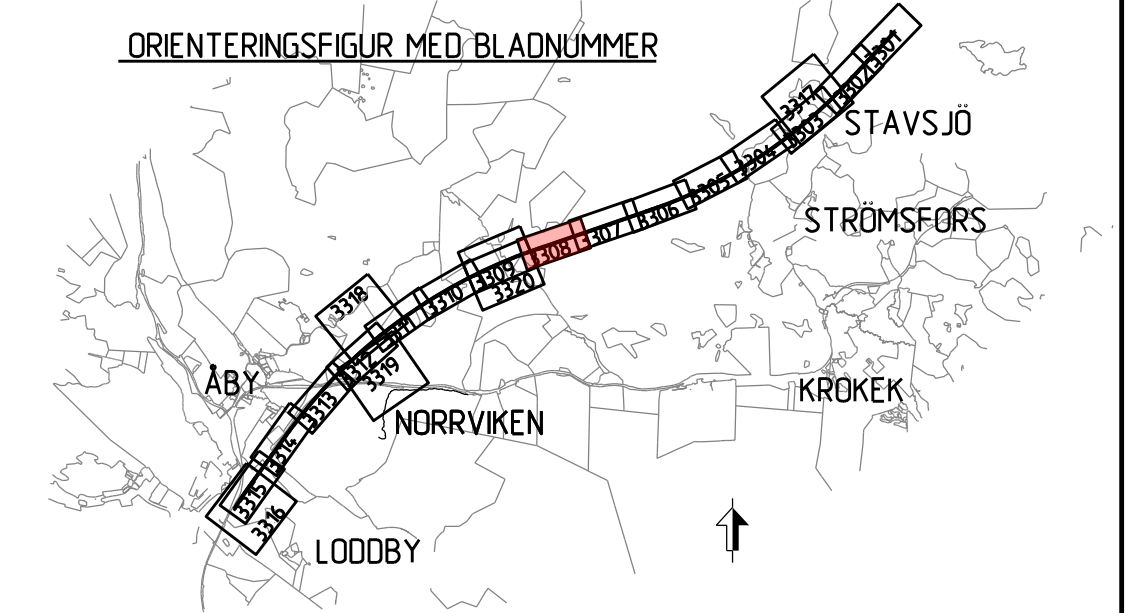 ORIENTERINGSFIGUR MED BLADNUMMER
3301
3302
3317
3303
STAVSJÖ
3304
3305
STRÖMSFORS
3306
3307
3308
3309
3320
3310
3318
3311
3312
3319
ÅBY
KROKEK
3313
NORRVIKEN
3314
3315
3316
LODDBY